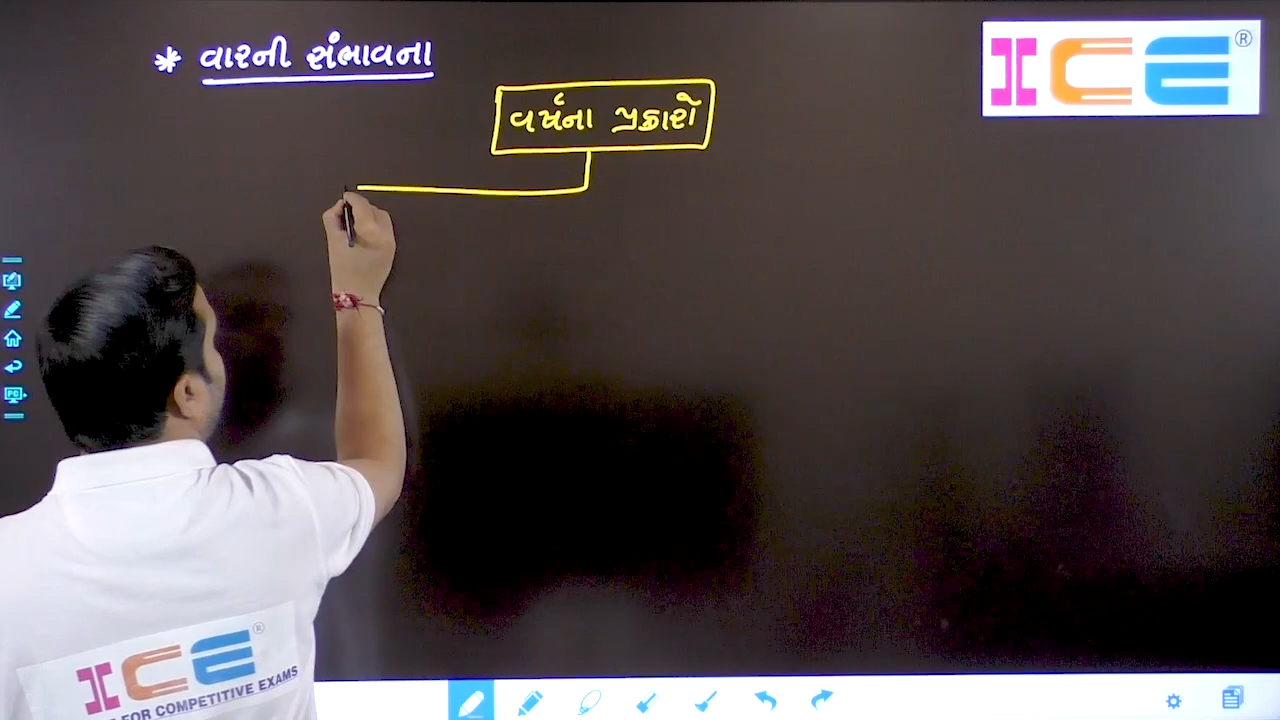 * વારની સંભાવના
ICE ®
વર્ષના પ્રકારો
ICE ®
FOR COMPETITIVE EXAMS